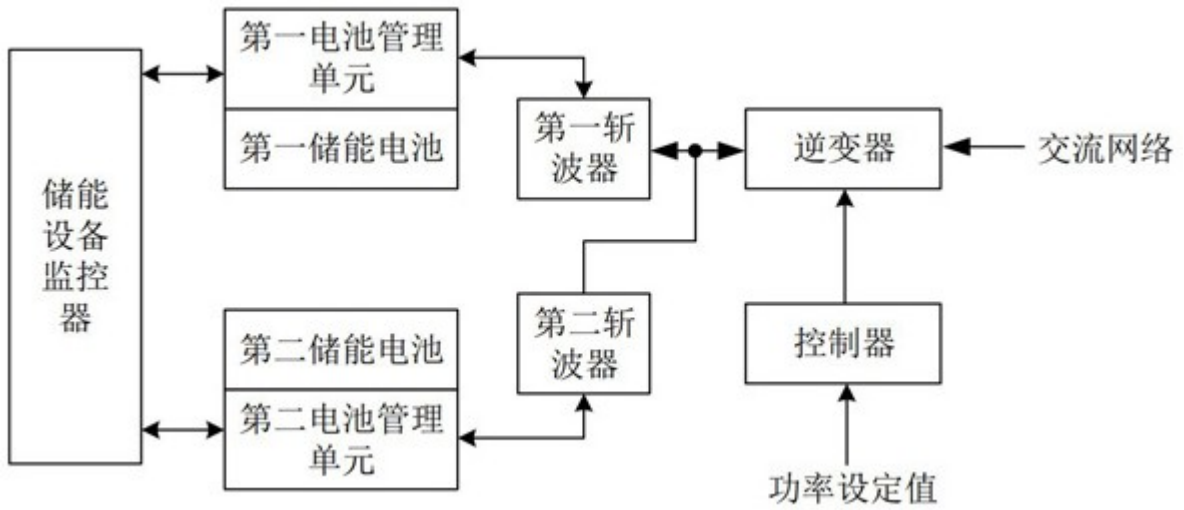 储能
设备
监控
器
第一电池管理
单元
第一储能电池
第一斩
波器
逆变器
交流网络
第二储能电池
第二电池管理
单元
第二斩
波器
控制器
功率设定值